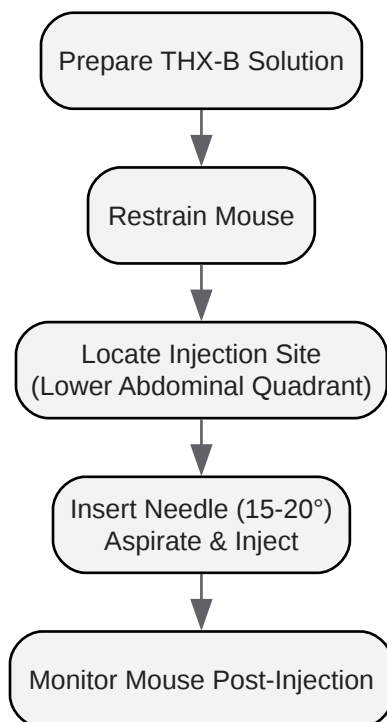 Prepare THX-B Solution
Restrain Mouse
Locate Injection Site
(Lower Abdominal Quadrant)
Insert Needle (15-20°)
Aspirate & Inject
Monitor Mouse Post-Injection